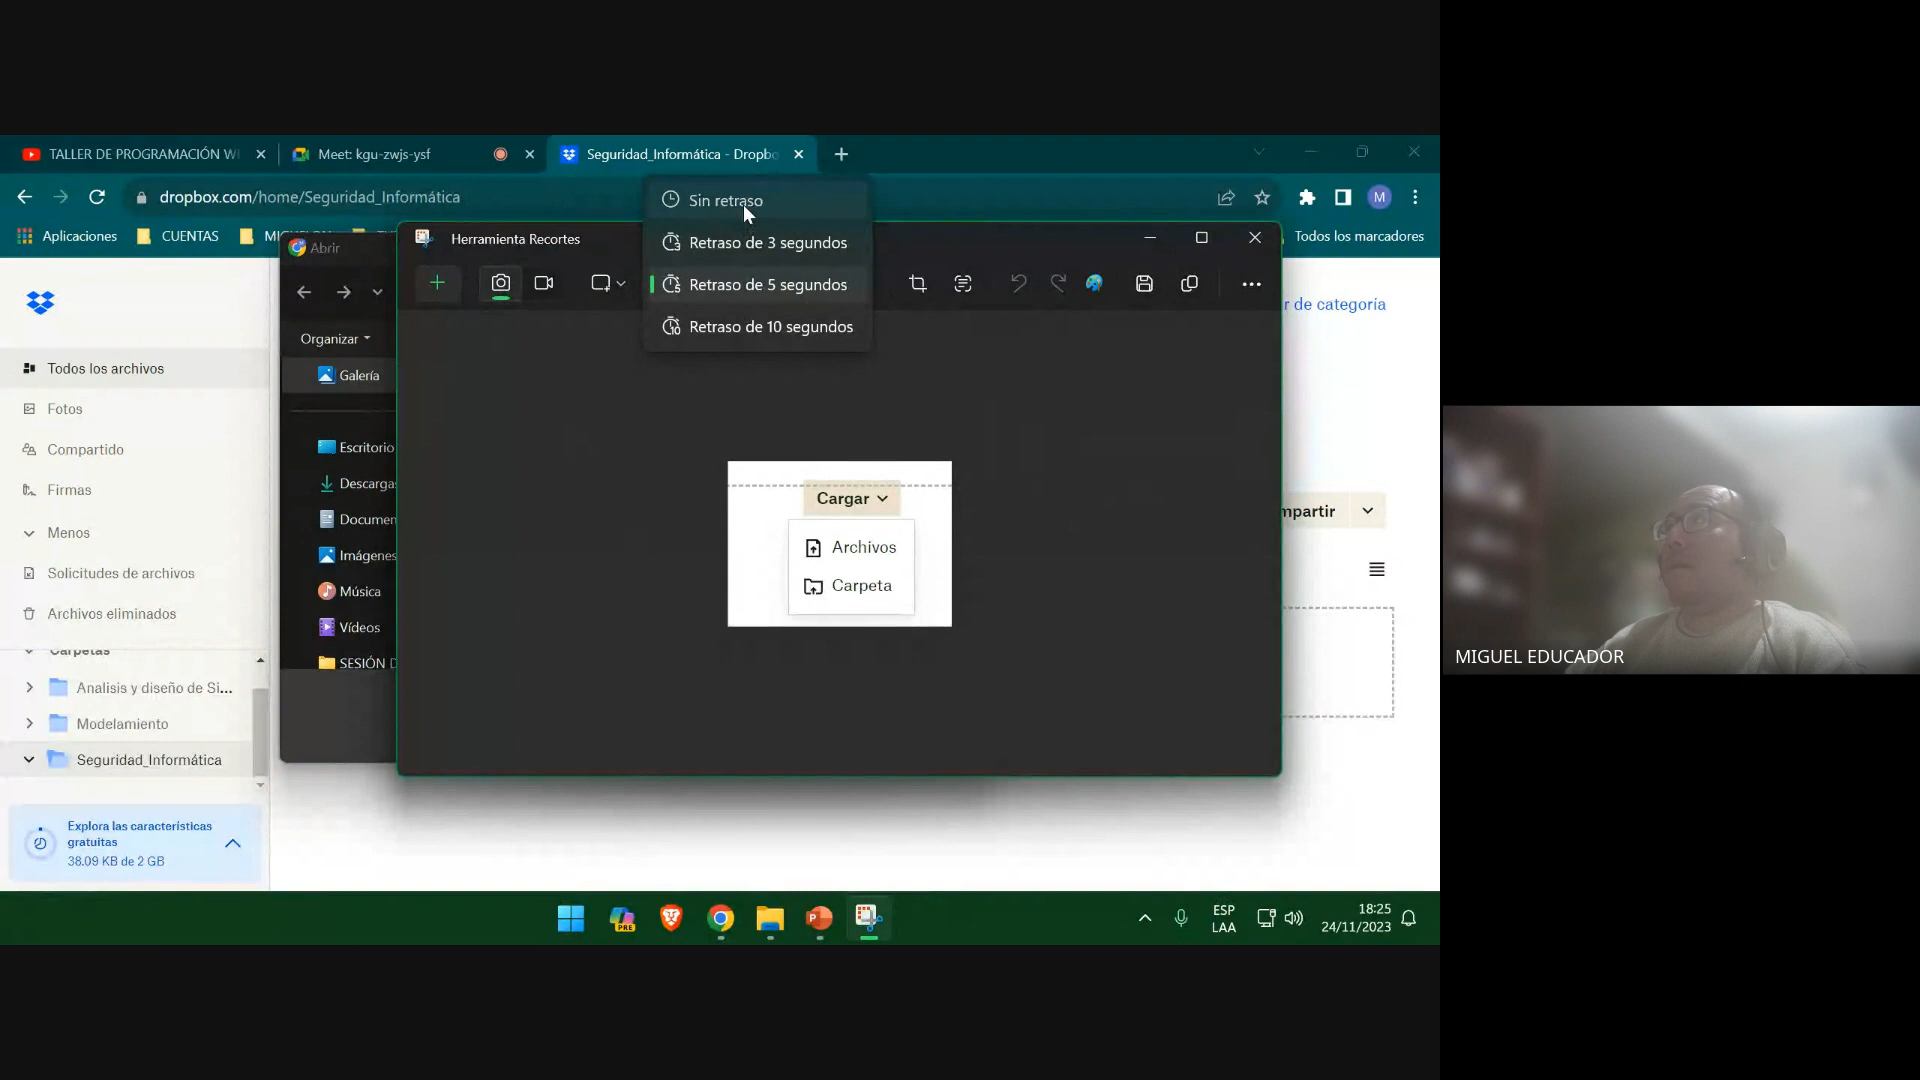 TALLER DE PROGRAMACIÓN W
Meet: kgu-zwjs-ysf
Seguridad_Informática - Dropbo
dropbox.com/home/Seguridad_Informática
M
Aplicaciones
CUENTAS
Todos los marcadores
Sin retraso
Retraso de 3 segundos
Retraso de 5 segundos
Retraso de 10 segundos
Abrir
Herramienta Recortes
r de categoría
Organizar
Galería
Escritorio
Descargas
Documen
Imágenes
Música
Vídeos
SESIÓN D
Todos los archivos
Fotos
Compartido
Firmas
Menos
Solicitudes de archivos
Archivos eliminados
Carpetas
Analisis y diseño de Si...
Modelamiento
Seguridad_Informática
Explora las características
gratuitas
38.09 KB de 2 GB
Cargar
Archivos
Carpeta
mpartir
MIGUEL EDUCADOR
PRE
ESP
LAA
18:25
24/11/2023